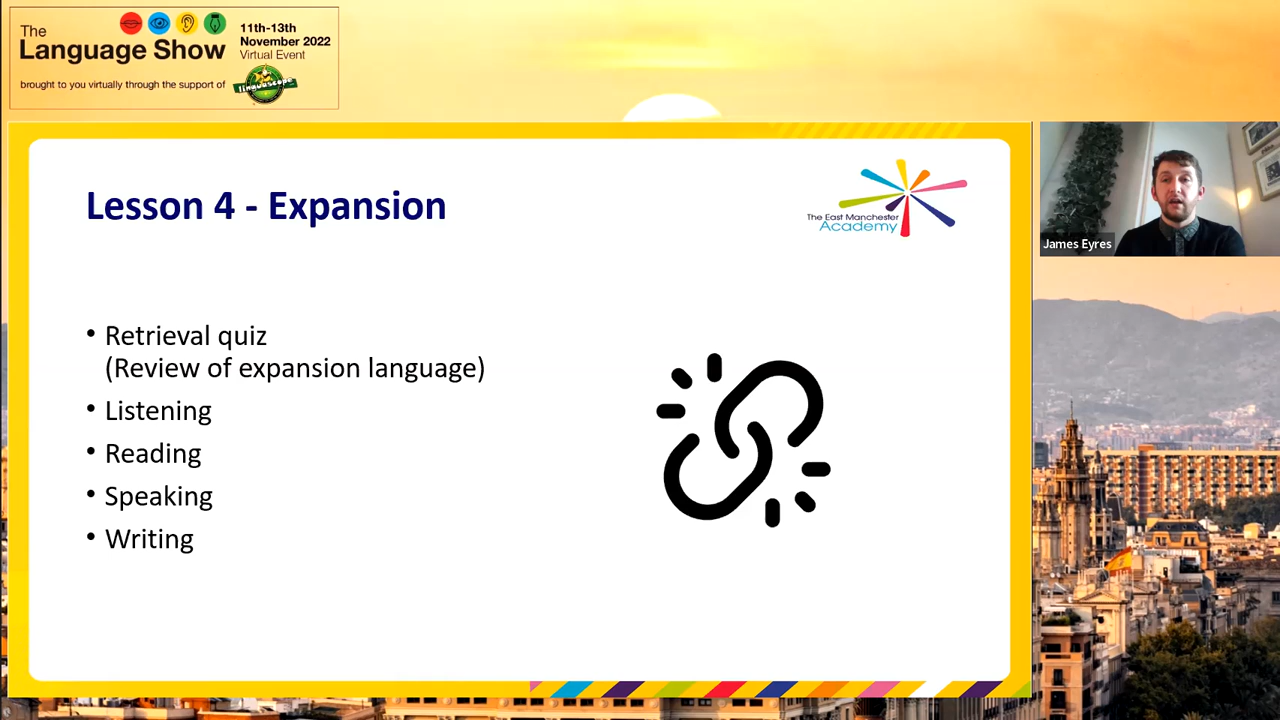 The
Language Show
11th-13th
November 2022
Virtual Event
brought to you virtually through the support of
linguascope
Lesson 4 - Expansion
The East Manchester
Academy
• Retrieval quiz
(Review of expansion language)
• Listening
• Reading
• Speaking
• Writing
James Eyres